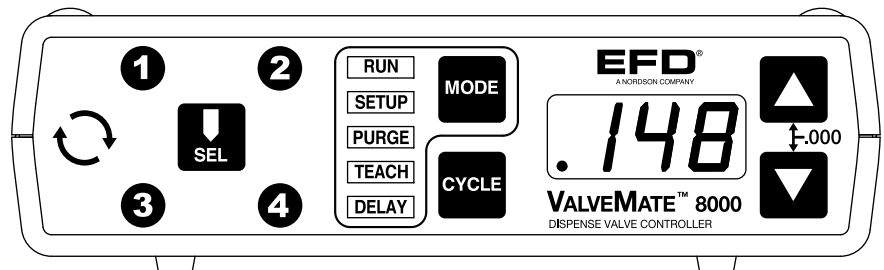 1
2
SEL
3
4
RUN
SETUP
PURGE
TEACH
DELAY
MODE
CYCLE
EFD®
A NORDSON COMPANY
.148
VALVEMATE™ 8000
DISPENSE VALVE CONTROLLER
.000